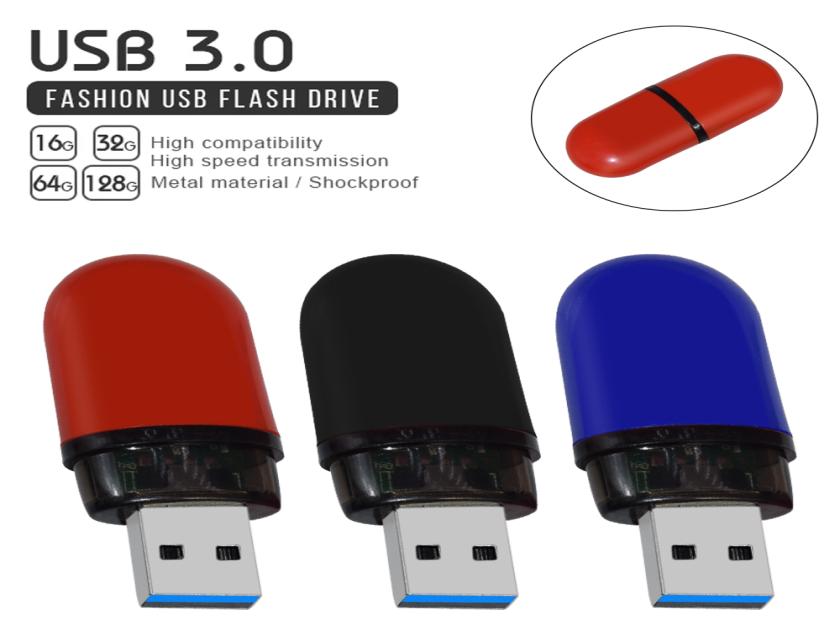 USB 3.0
FASHION USB FLASH DRIVE
16G 32G High compatibility
High speed transmission
64G 128G Metal material / Shockproof